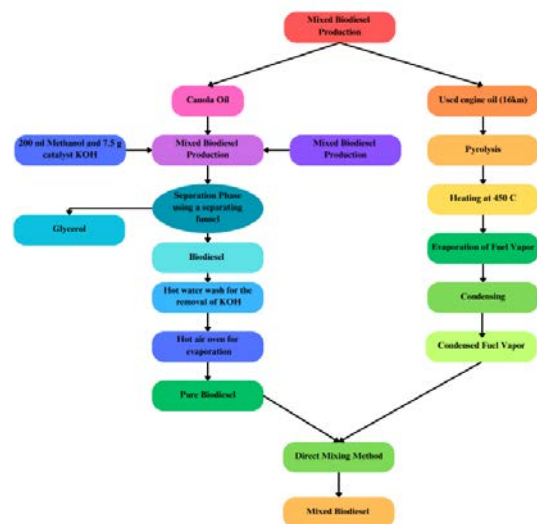 Mixed Biodiesel
Production
Canola Oil
Used engine oil (16km)
200 ml Methanol and 7.5 g
catalyst KOH
Mixed Biodiesel
Production
Mixed Biodiesel
Production
Pyrolysis
Separation Phase
using a separating
funnel
Heating at 450 C
Glycerol
Evaporation of Fuel Vapor
Biodiesel
Hot water wash for the
removal of KOH
Condensing
Hot air oven for
evaporation
Condensed Fuel Vapor
Pure Biodiesel
Direct Mixing Method
Mixed Biodiesel